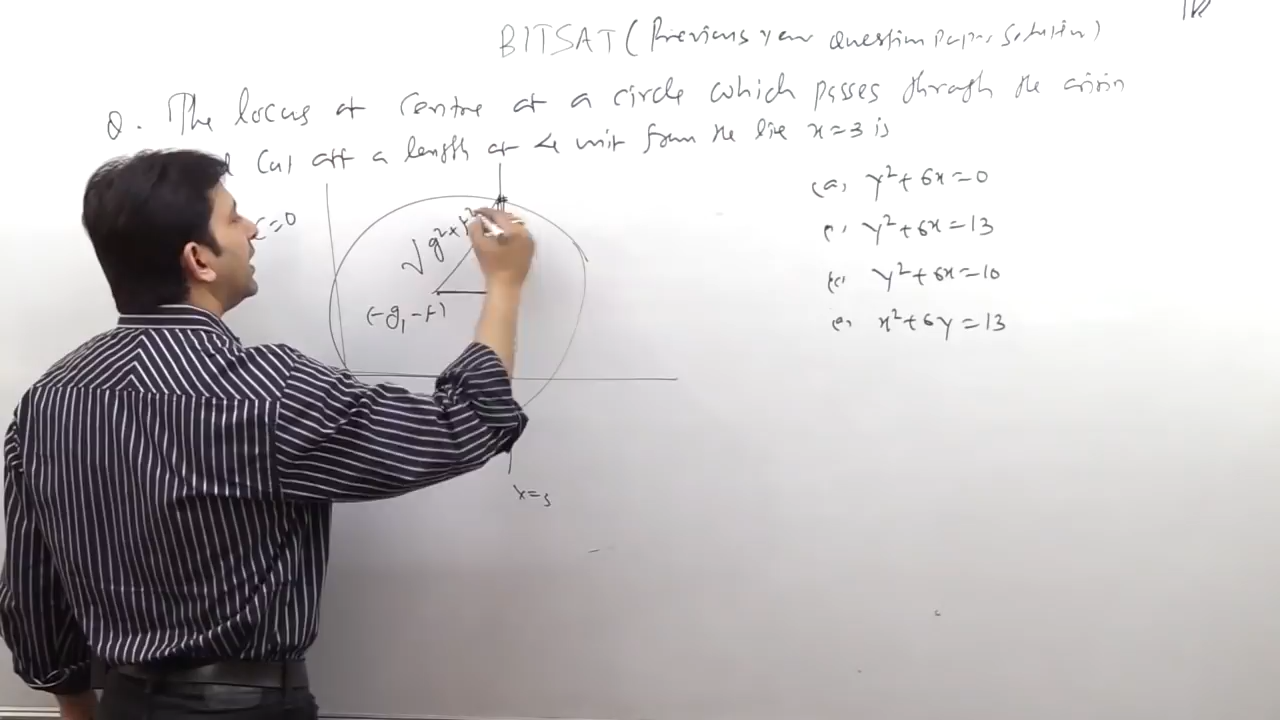 BITSAT (Previous year Question Paper Solution)
Q. The locus of centre of a circle which passes through the origin
cut off a length of 4 unit from the line x=3 is
(a) y²+6x=0
y²+6x=13
(c) y²+6x=10
x²+6y=13
c=0
√g²+f²
(-g, -f)
x=3